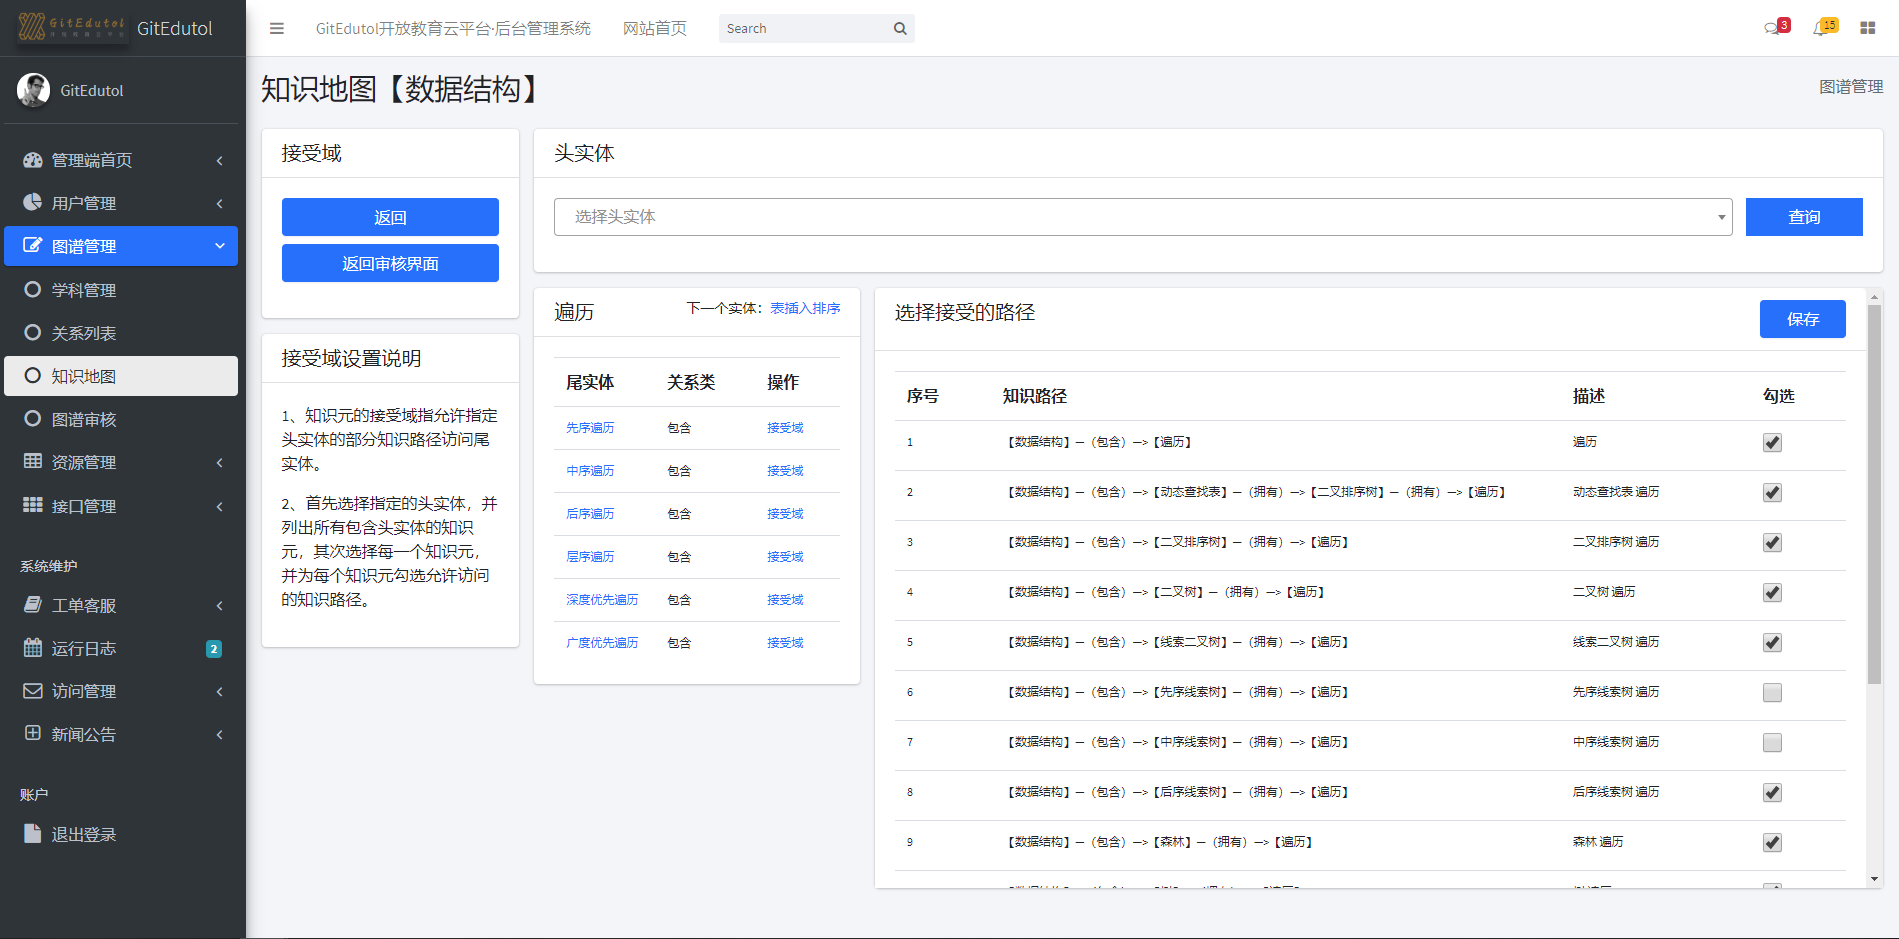 GitEdutol
GitEdutol
GitEdutol开放教育云平台·后台管理系统
网站首页
Search
3
15
GitEdutol
管理端首页
用户管理
图谱管理
学科管理
关系列表
知识地图
图谱审核
资源管理
接口管理
系统维护
工单客服
运行日志
2
访问管理
新闻公告
账户
退出登录
知识地图【数据结构】
图谱管理
接受域
返回
返回审核界面
接受域设置说明
1、知识元的接受域指允许指定
头实体的部分知识路径访问尾
实体。
2、首先选择指定的头实体，并
列出所有包含头实体的知识
元，其次选择每一个知识元，
并为每个知识元勾选允许访问
的知识路径。
头实体
选择头实体
查询
遍历
下一个实体：表插入排序
尾实体 关系类 操作
先序遍历 包含 接受域
中序遍历 包含 接受域
后序遍历 包含 接受域
层序遍历 包含 接受域
深度优先遍历 包含 接受域
广度优先遍历 包含 接受域
选择接受的路径
保存
序号 知识路径 描述 勾选
1 【数据结构】—（包含）—>【遍历】 遍历
2 【数据结构】—（包含）—>【动态查找表】—（拥有）—>【二叉排序树】—（拥有）—>【遍历】 动态查找表 遍历
3 【数据结构】—（包含）—>【二叉排序树】—（拥有）—>【遍历】 二叉排序树 遍历
4 【数据结构】—（包含）—>【二叉树】—（拥有）—>【遍历】 二叉树 遍历
5 【数据结构】—（包含）—>【线索二叉树】—（拥有）—>【遍历】 线索二叉树 遍历
6 【数据结构】—（包含）—>【先序线索树】—（拥有）—>【遍历】 先序线索树 遍历
7 【数据结构】—（包含）—>【中序线索树】—（拥有）—>【遍历】 中序线索树 遍历
8 【数据结构】—（包含）—>【后序线索树】—（拥有）—>【遍历】 后序线索树 遍历
9 【数据结构】—（包含）—>【森林】—（拥有）—>【遍历】 森林 遍历